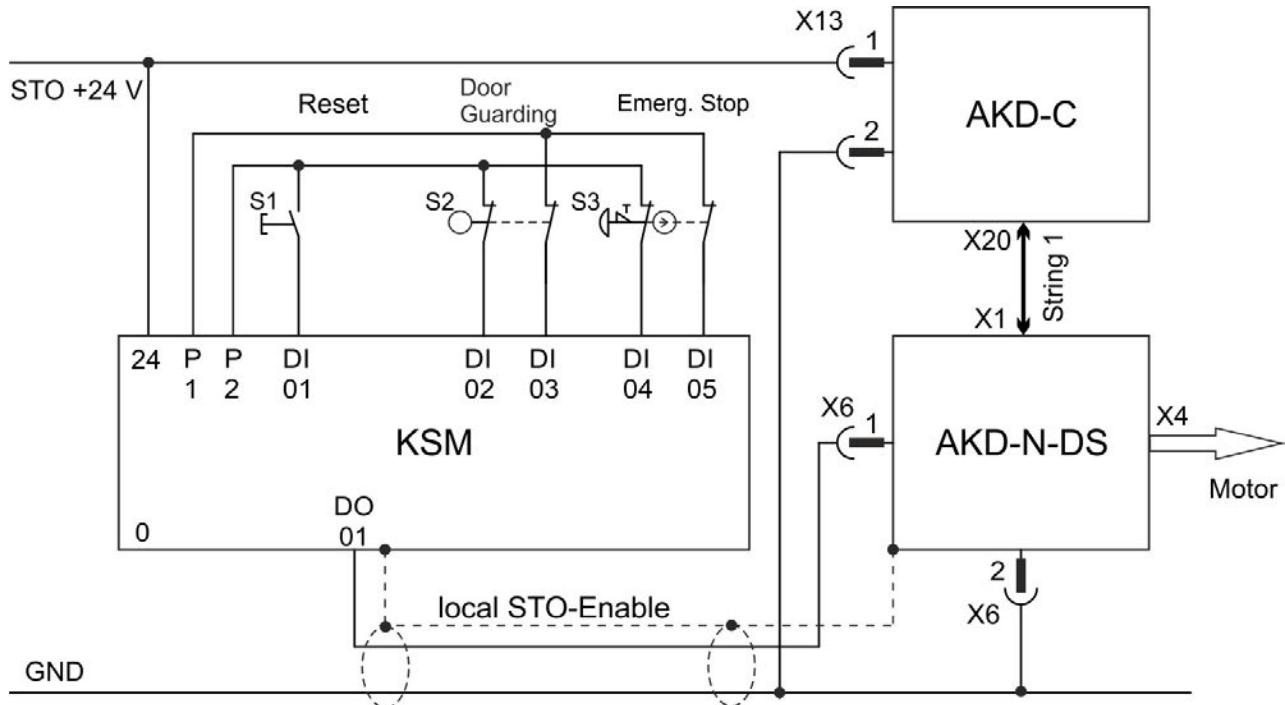 X13
1
STO +24 V
Reset
Door
Guarding
Emerg. Stop
2
AKD-C
S1
S2
S3
X20
String 1
X1
24 P P DI DI DI DI DI
1 2 01 02 03 04 05
KSM
X6
1
AKD-N-DS
X4
Motor
DO
01
0
2
X6
local STO-Enable
GND